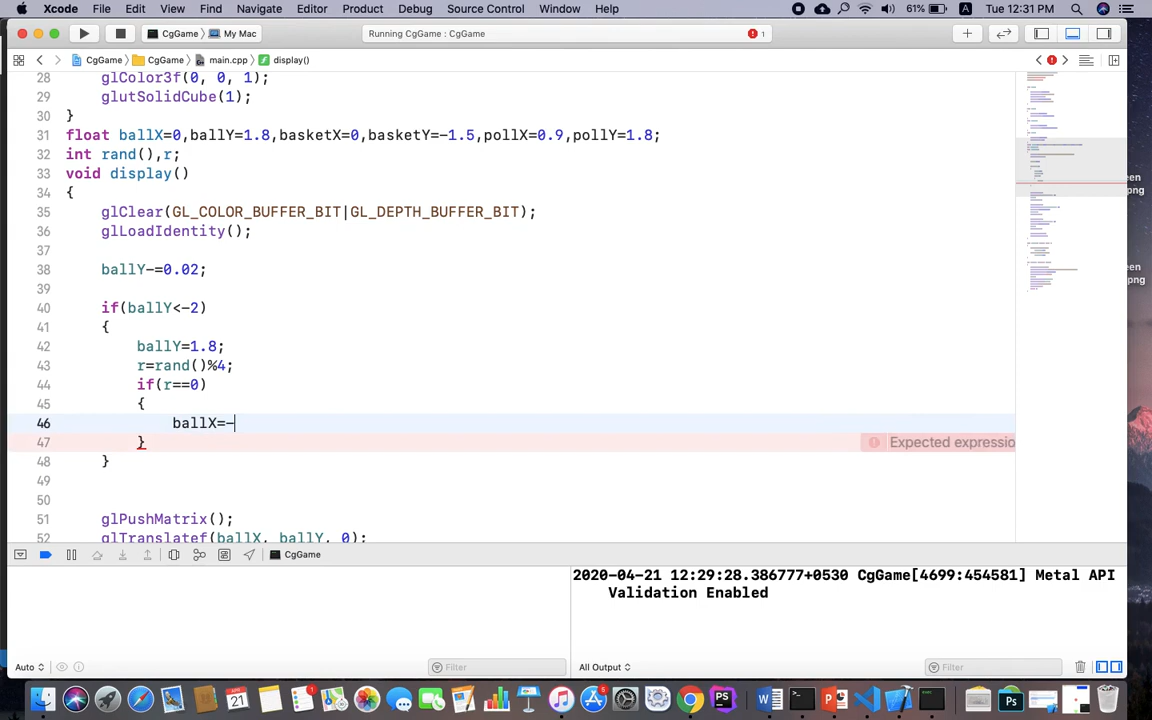 Xcode File Edit View Find Navigate Editor Product Debug Source Control Window Help 61% A Tue 12:31 PM
CgGame My Mac Running CgGame : CgGame 1
CgGame CgGame main.cpp display()
28 glColor3f(0, 0, 1);
29 glutSolidCube(1);
30 }
31 float ballX=0,ballY=1.8,basketX=0,basketY=-1.5,pollX=0.9,pollY=1.8;
32 int rand(),r;
33 void display()
34 {
35 glClear(GL_COLOR_BUFFER_BIT|GL_DEPTH_BUFFER_BIT);
36 glLoadIdentity();
37
38 ballY-=0.02;
39
40 if(ballY<-2)
41 {
42 ballY=1.8;
43 r=rand()%4;
44 if(r==0)
45 {
46 ballX=-
47 } Expected expressio
48 }
49
50
51 glPushMatrix();
52 glTranslatef(ballX, ballY, 0);
een
png
een
png
CgGame
2020-04-21 12:29:28.386777+0530 CgGame[4699:454581] Metal API
Validation Enabled
Auto Filter All Output Filter